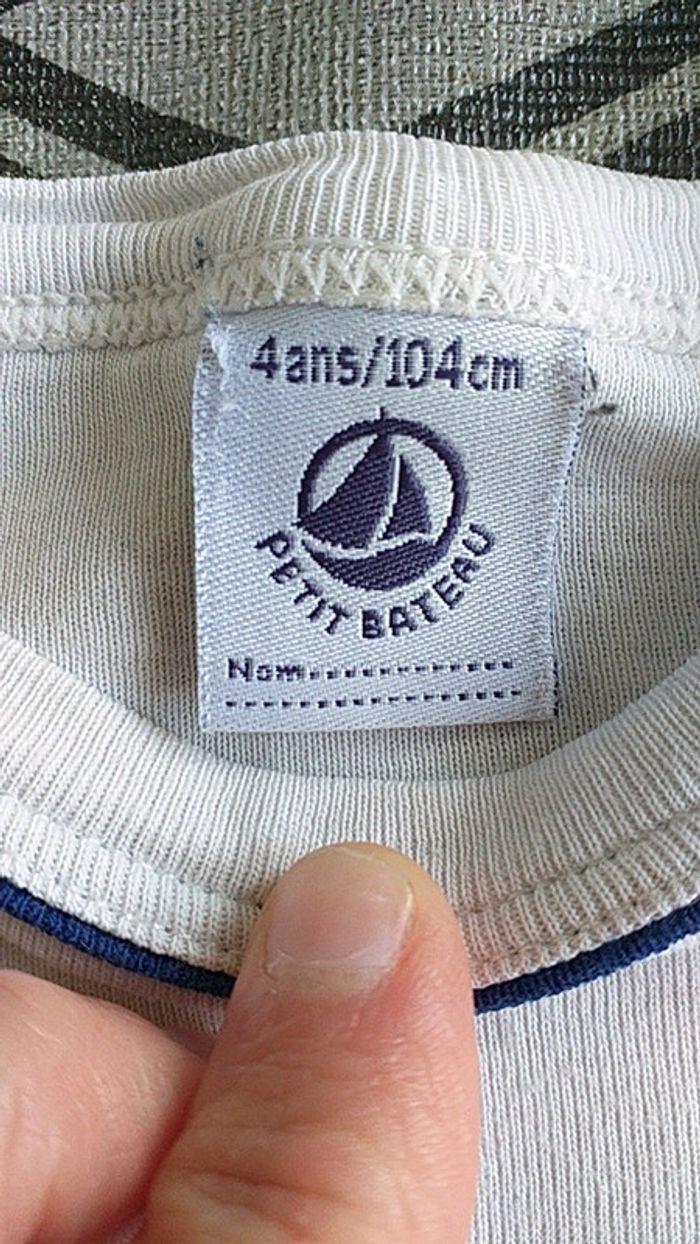 4ans/104cm
PETIT BATEAU
Nom.............
...................